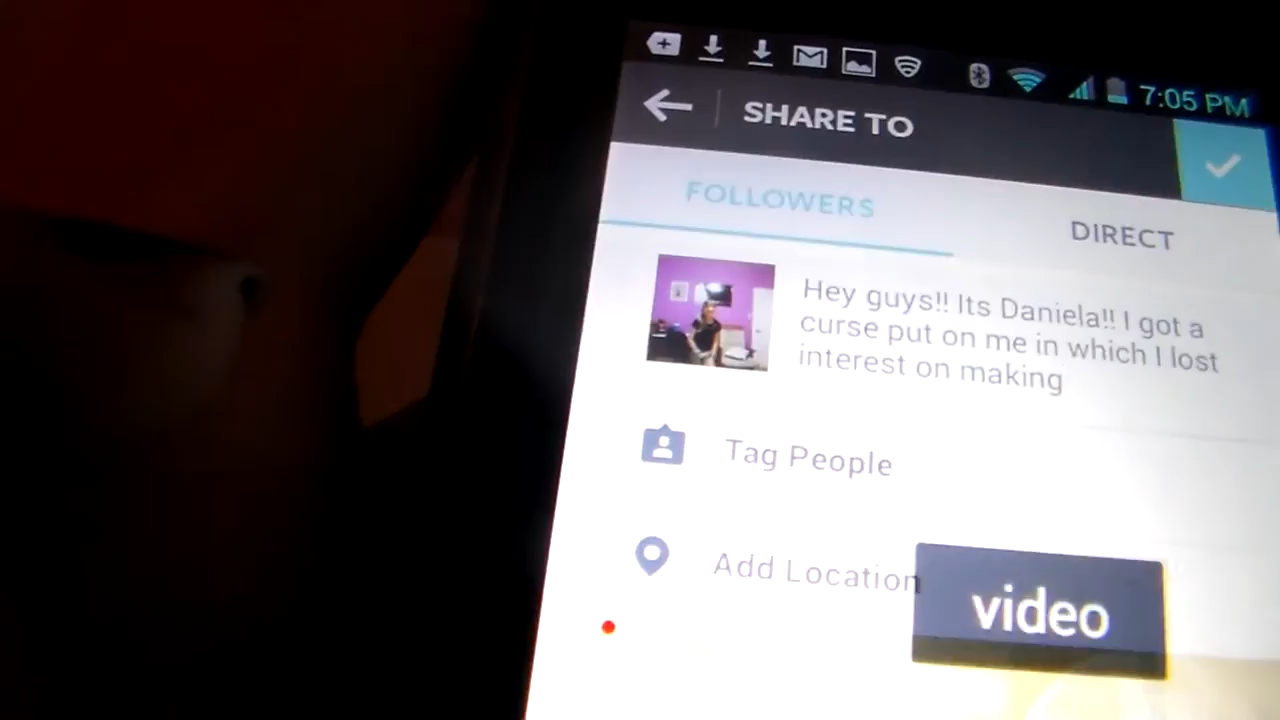 7:05 PM
SHARE TO
FOLLOWERS
DIRECT
Hey guys!! Its Daniela!! I got a
curse put on me in which I lost
interest on making
Tag People
Add Location
video